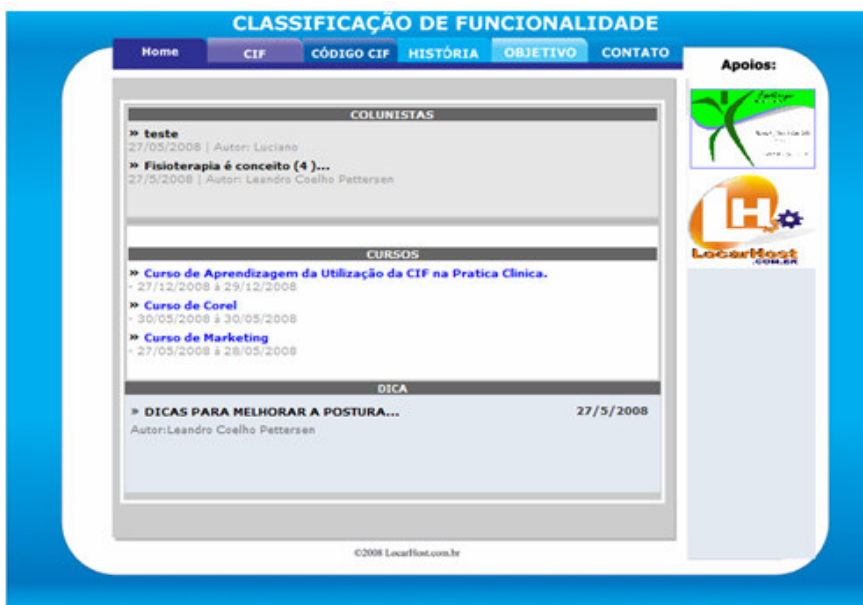 CLASSIFICAÇÃO DE FUNCIONALIDADE
Home CIF CÓDIGO CIF HISTÓRIA OBJETIVO CONTATO
Apoios:
COLUNISTAS
» teste
27/05/2008 | Autor: Luciano
» Fisioterapia é conceito (4 )...
27/5/2008 | Autor: Leandro Coelho Pettersen
LH
LocarHost
.COM.BR
CURSOS
» Curso de Aprendizagem da Utilização da CIF na Pratica Clinica.
- 27/12/2008 à 29/12/2008
» Curso de Corel
- 30/05/2008 à 30/05/2008
» Curso de Marketing
- 27/05/2008 à 28/05/2008
DICA
» DICAS PARA MELHORAR A POSTURA... 27/5/2008
Autor:Leandro Coelho Pettersen
©2008 LocarHost.com.br